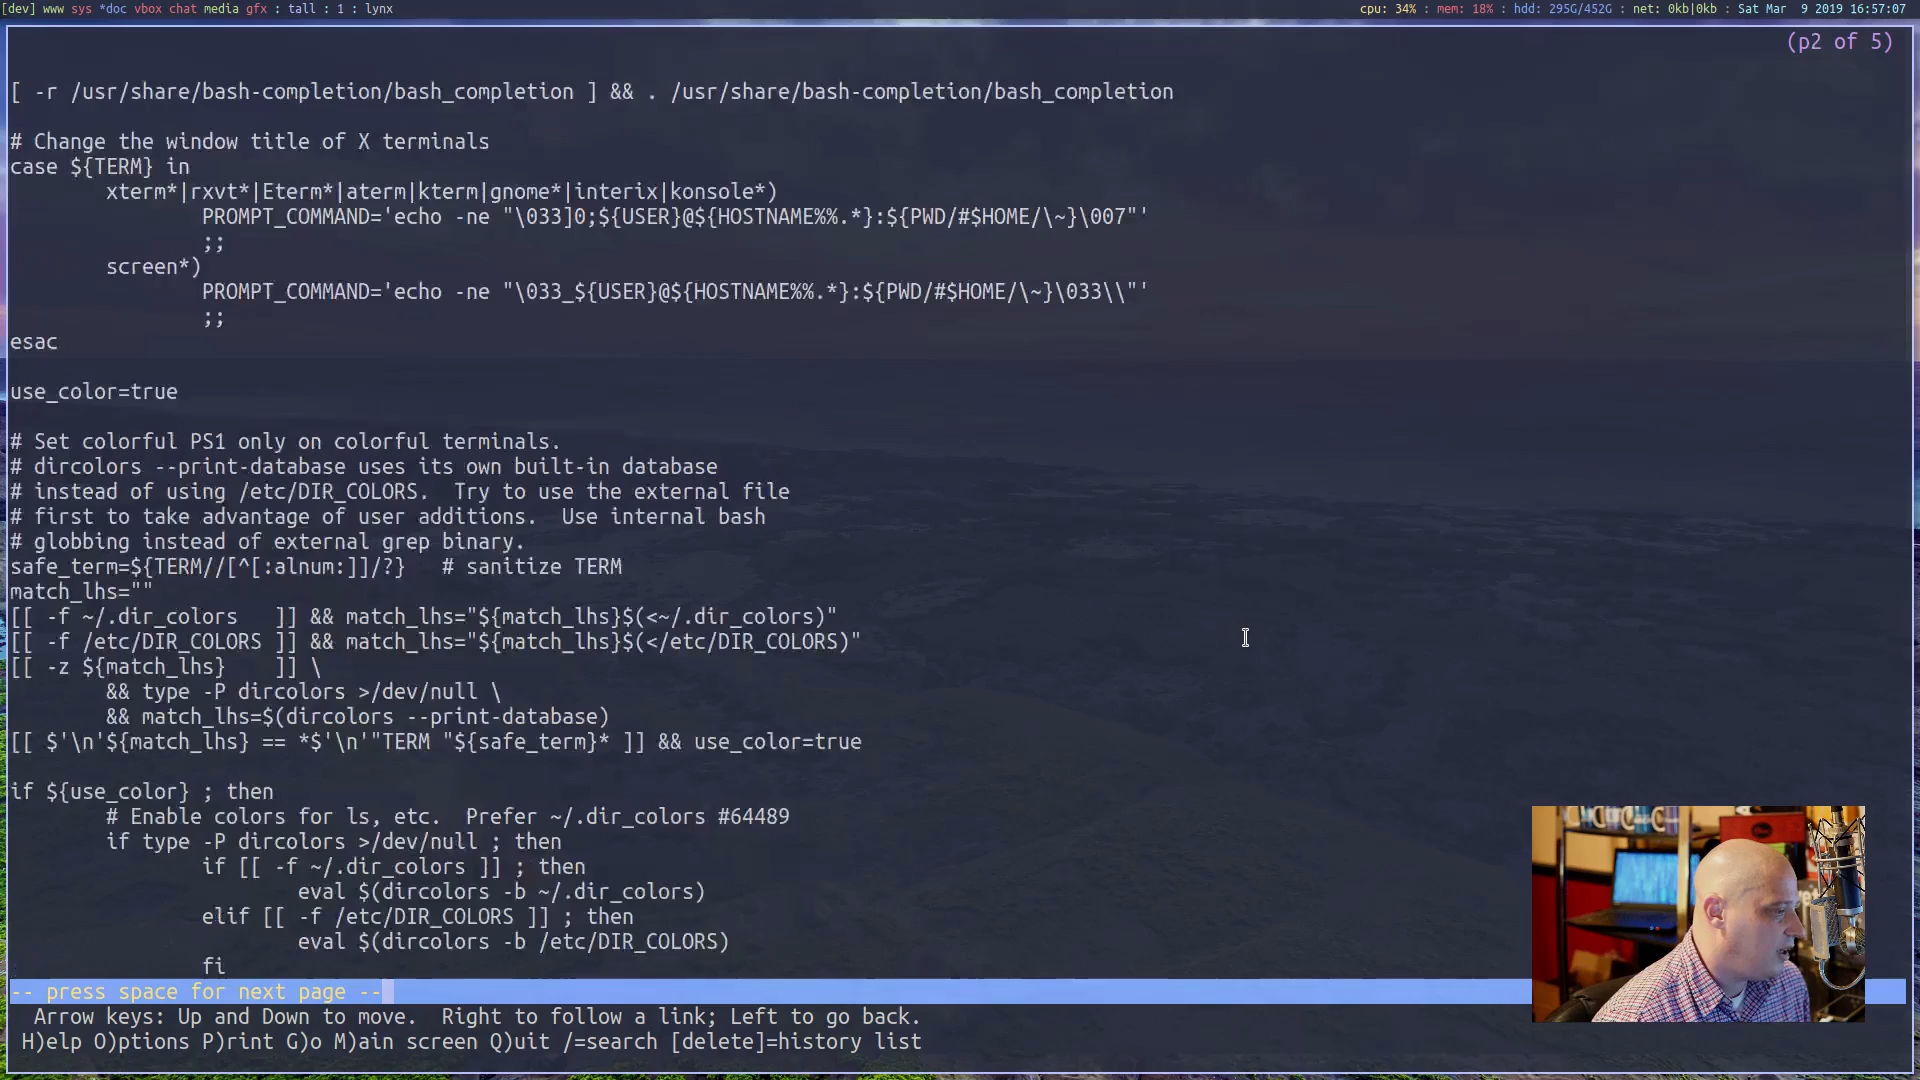 [dev] www sys *doc vbox chat media gfx : tall : 1 : lynx
cpu: 34% : mem: 18% : hdd: 295G/452G : net: 0kb|0kb : Sat Mar  9 2019 16:57:07
(p2 of 5)
[ -r /usr/share/bash-completion/bash_completion ] && . /usr/share/bash-completion/bash_completion
# Change the window title of X terminals
case ${TERM} in
        xterm*|rxvt*|Eterm*|aterm|kterm|gnome*|interix|konsole*)
                PROMPT_COMMAND='echo -ne "\033]0;${USER}@${HOSTNAME%%.*}:${PWD/#$HOME/\~}\007"'
                ;;
        screen*)
                PROMPT_COMMAND='echo -ne "\033_${USER}@${HOSTNAME%%.*}:${PWD/#$HOME/\~}\033\\"'
                ;;
esac
use_color=true
# Set colorful PS1 only on colorful terminals.
# dircolors --print-database uses its own built-in database
# instead of using /etc/DIR_COLORS.  Try to use the external file
# first to take advantage of user additions.  Use internal bash
# globbing instead of external grep binary.
safe_term=${TERM//[^[:alnum:]]/?}   # sanitize TERM
match_lhs=""
[[ -f ~/.dir_colors   ]] && match_lhs="${match_lhs}$(<~/.dir_colors)"
[[ -f /etc/DIR_COLORS ]] && match_lhs="${match_lhs}$(</etc/DIR_COLORS)"
[[ -z ${match_lhs}    ]] \
        && type -P dircolors >/dev/null \
        && match_lhs=$(dircolors --print-database)
[[ $'\n'${match_lhs} == *$'\n'"TERM "${safe_term}* ]] && use_color=true
if ${use_color} ; then
        # Enable colors for ls, etc.  Prefer ~/.dir_colors #64489
        if type -P dircolors >/dev/null ; then
                if [[ -f ~/.dir_colors ]] ; then
                        eval $(dircolors -b ~/.dir_colors)
                elif [[ -f /etc/DIR_COLORS ]] ; then
                        eval $(dircolors -b /etc/DIR_COLORS)
                fi
-- press space for next page --
  Arrow keys: Up and Down to move.  Right to follow a link; Left to go back.
 H)elp O)ptions P)rint G)o M)ain screen Q)uit /=search [delete]=history list